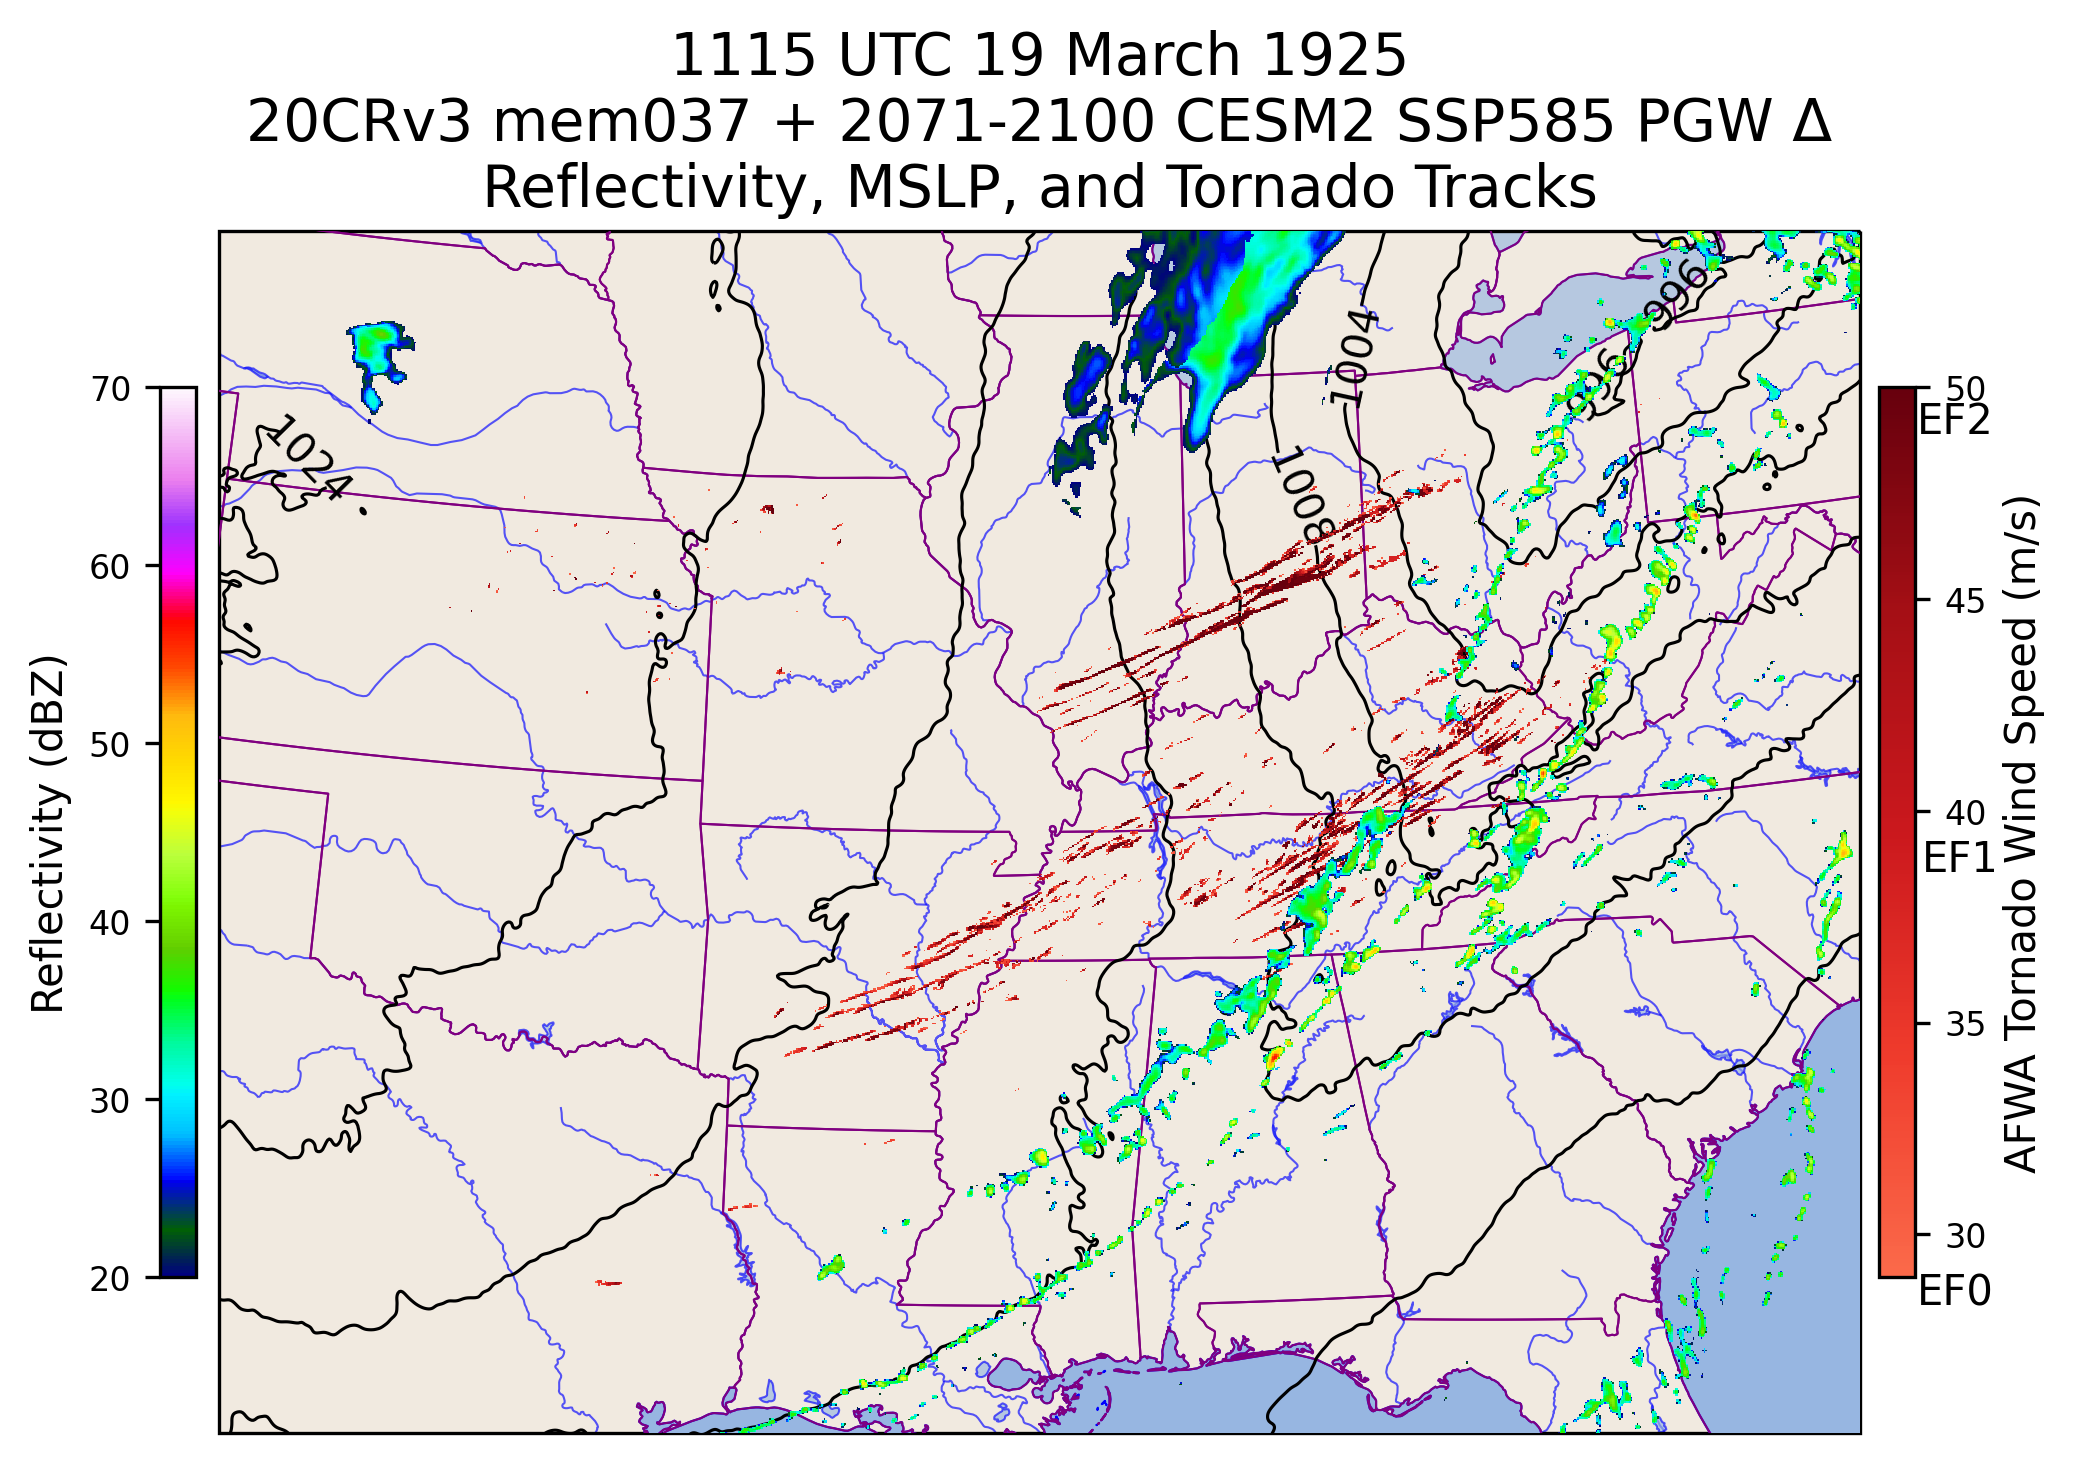 1115 UTC 19 March 1925
20CRv3 mem037 + 2071-2100 CESM2 SSP585 PGW Δ
Reflectivity, MSLP, and Tornado Tracks
Reflectivity (dBZ)
70
60
50
40
30
20
1024
1004
1008
996
996
50
EF2
45
40
EF1
35
30
EF0
AFWA Tornado Wind Speed (m/s)